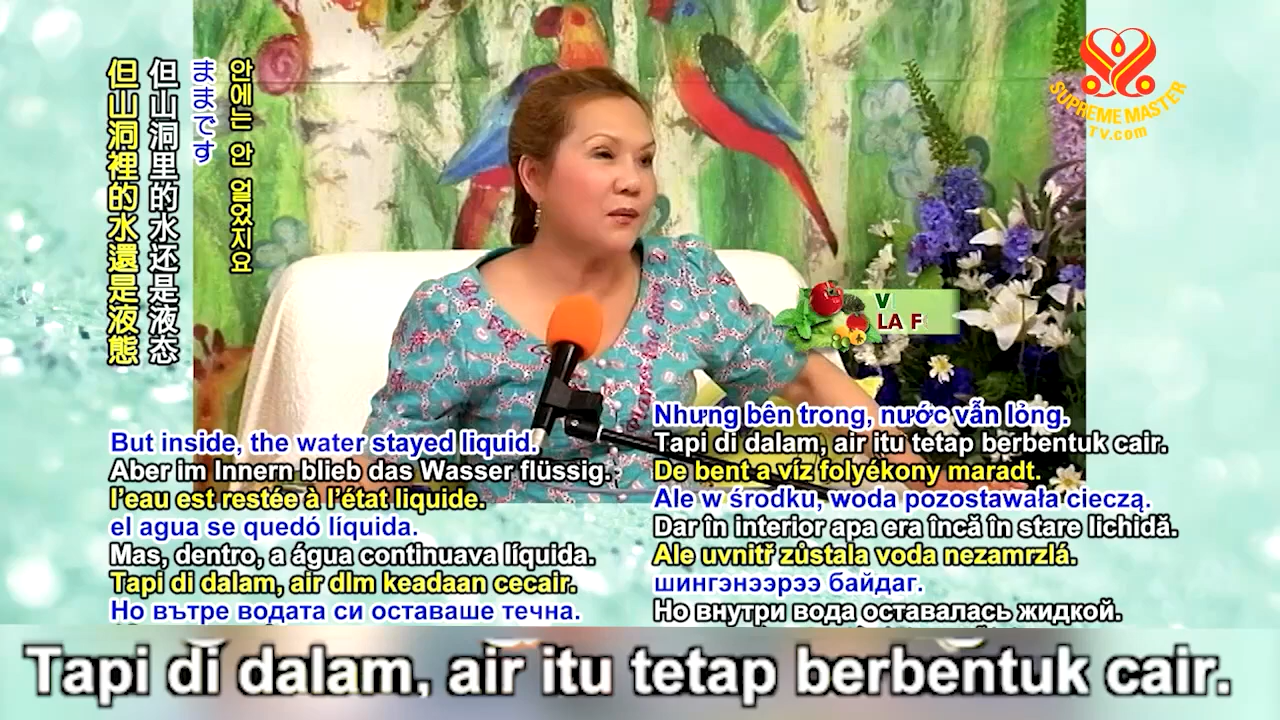 但山洞裡的水還是液態
但山洞里的水还是液态
ままです
안에는 안 얼었지요
SUPREME MASTER
TV.com
V
LA F
But inside, the water stayed liquid.
Aber im Innern blieb das Wasser flüssig.
l’eau est restée à l’état liquide.
el agua se quedó líquida.
Mas, dentro, a água continuava líquida.
Tapi di dalam, air dlm keadaan cecair.
Но вътре водата си оставаше течна.
Nhưng bên trong, nước vẫn lỏng.
Tapi di dalam, air itu tetap berbentuk cair.
De bent a víz folyékony maradt.
Ale w środku, woda pozostawała cieczą.
Dar în interior apa era încă în stare lichidă.
Ale uvnitř zůstala voda nezamrzlá.
шингэнээрээ байдаг.
Но внутри вода оставалась жидкой.
Tapi di dalam, air itu tetap berbentuk cair.